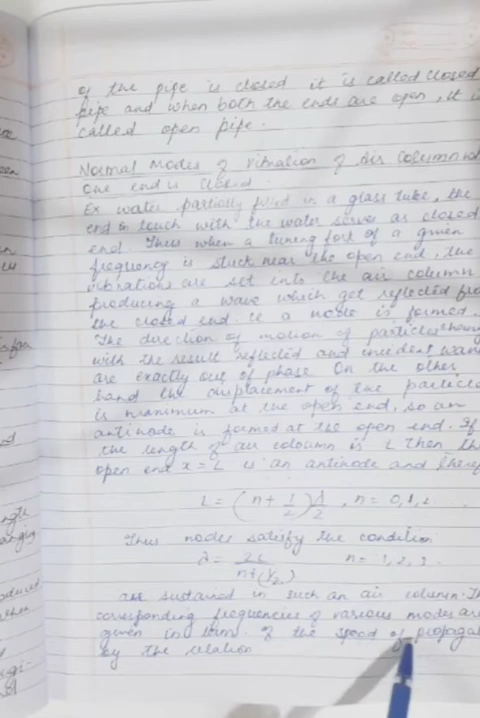 of the pipe is closed it is called closed
pipe and when both the ends are open, it i
called open pipe.
Normal modes of vibration of Air Column w
one end is closed.
Ex water partially filled in a glass tube, the
end in touch with the water serves as closed
end. Thus when a tuning fork of a given
frequency is stuck near the open end, the
vibrations are set into the air column
producing a wave which get reflected fro
the closed end. ie a node is formed.
The direction of motion of particles chang
with the result reflected and incident wave
are exactly out of phase On the other
hand the displacement of the particle
is maximum at the open end, so an
antinode is formed at the open end. If
the length of air coloumn is L then the
open end x = L is an antinode and
L = (n + 1/2) λ/2 , n = 0, 1, 2 ....
Thus nodes satisfy the condition
λ = 2L / n+(1/2) n = 1, 2, 3.
are sustained in such an air column. Th
corresponding frequencies of various modes are
given in term of the speed of propagat
by the relation